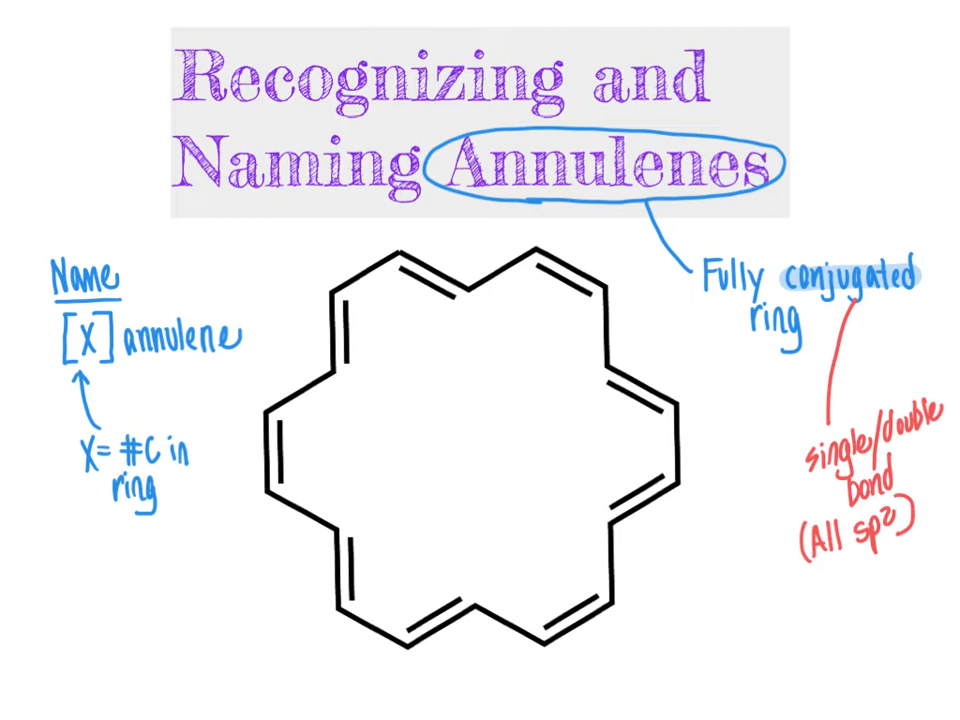 Recognizing and
Naming Annulenes
Name
[X] annulene
X= #C in
ring
Fully conjugated
ring
single/double
bond
(All sp²)